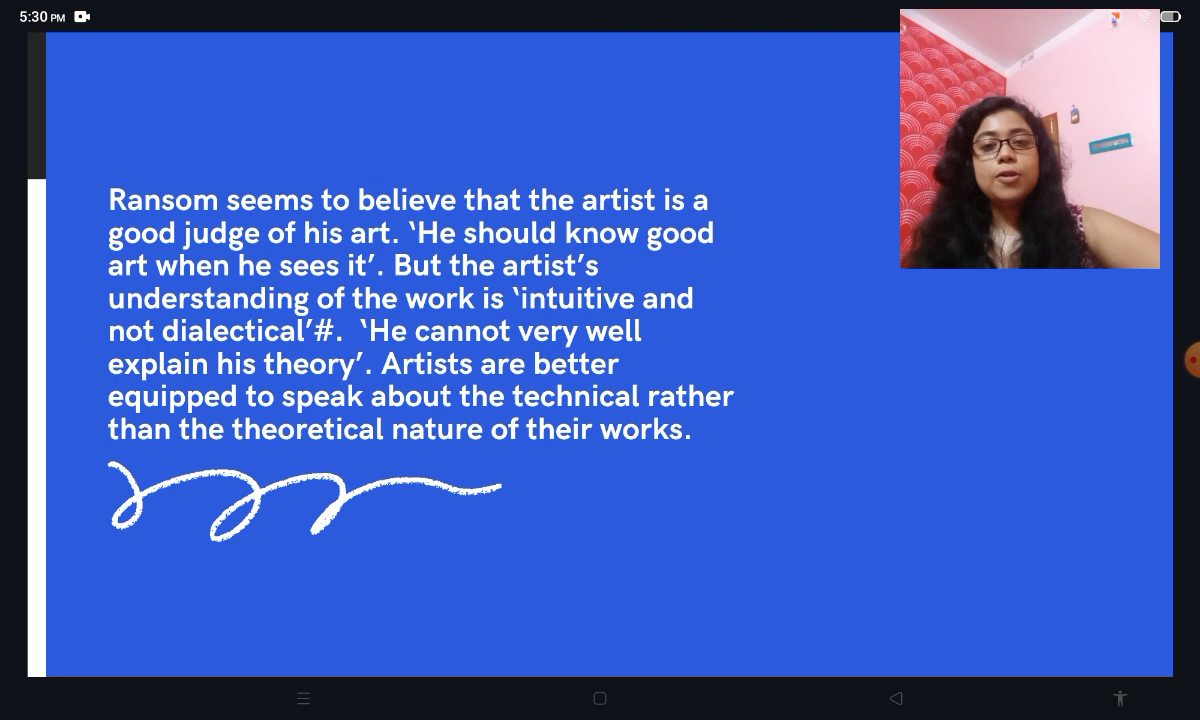 5:30 PM
Ransom seems to believe that the artist is a
good judge of his art. ‘He should know good
art when he sees it’. But the artist’s
understanding of the work is ‘intuitive and
not dialectical’#.  ‘He cannot very well
explain his theory’. Artists are better
equipped to speak about the technical rather
than the theoretical nature of their works.